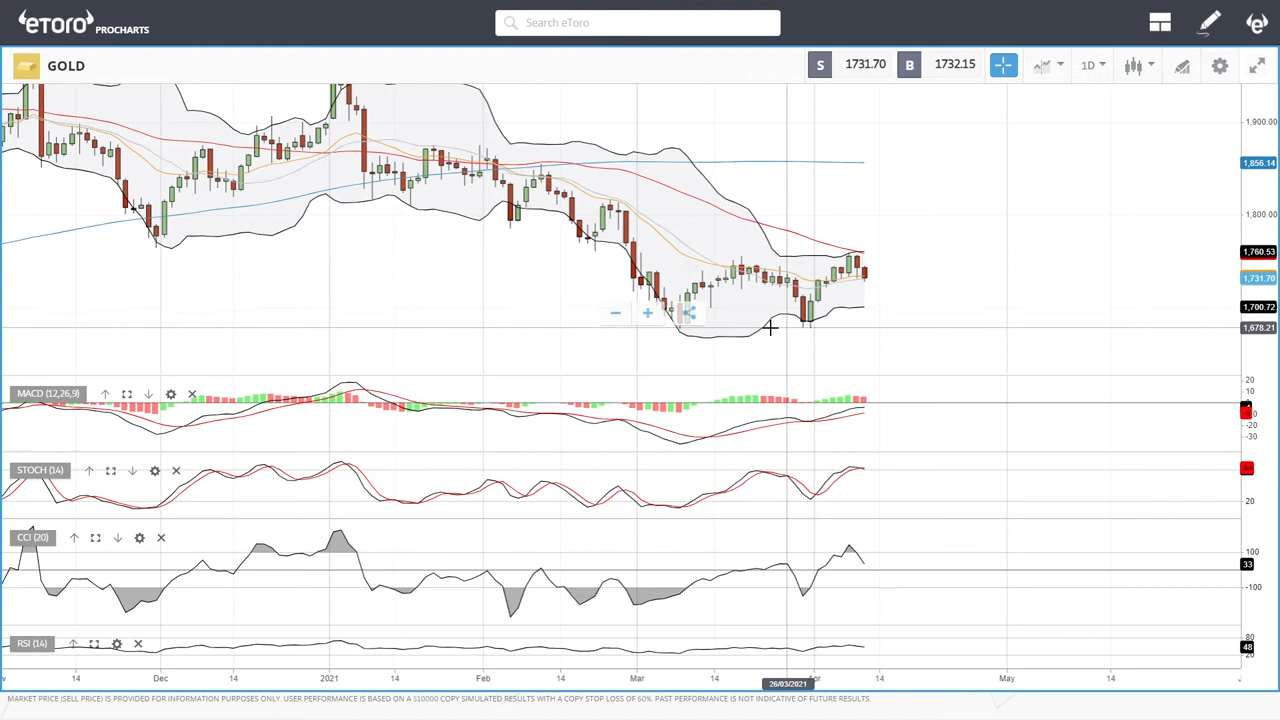 eToro PROCHARTS
Search eToro
GOLD
S 1731.70 B 1732.15
1D
1,900.00
1,856.14
1,800.00
1,760.53
1,731.70
1,700.72
1,678.21
MACD (12,26,9)
20
10
-10
-20
-30
STOCH (14)
20
CCI (20)
100
33
-100
RSI (14)
80
48
20
14 Dec 14 2021 14 Feb 14 Mar 14 Apr 14 May 14
26/03/2021
MARKET PRICE (SELL PRICE) IS PROVIDED FOR INFORMATION PURPOSES ONLY. USER PERFORMANCE IS BASED ON A $10000 COPY SIMULATED RESULTS WITH A COPY STOP LOSS OF 60%. PAST PERFORMANCE IS NOT INDICATIVE OF FUTURE RESULTS.